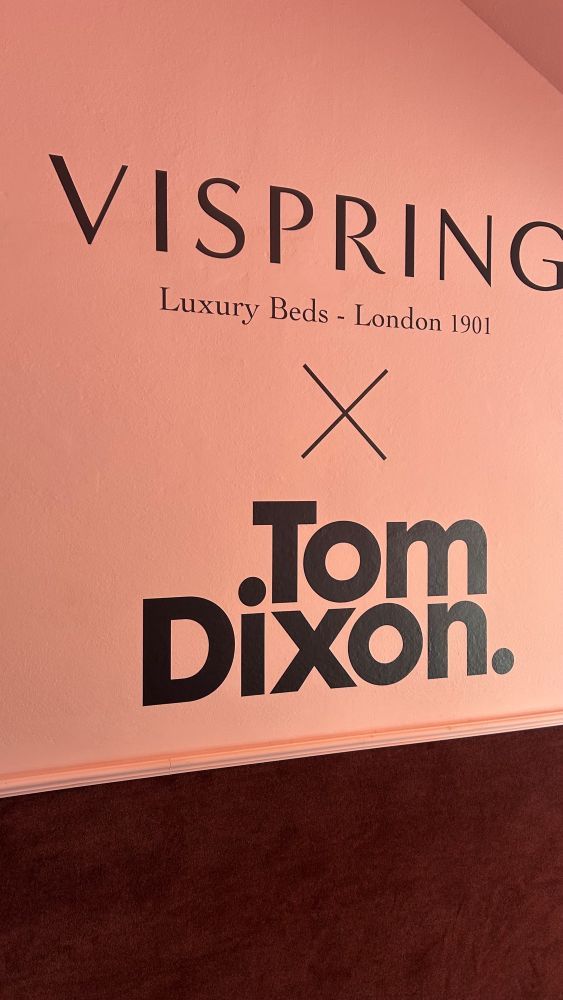 VISPRING
Luxury Beds - London 1901
X
Tom
Dixon.